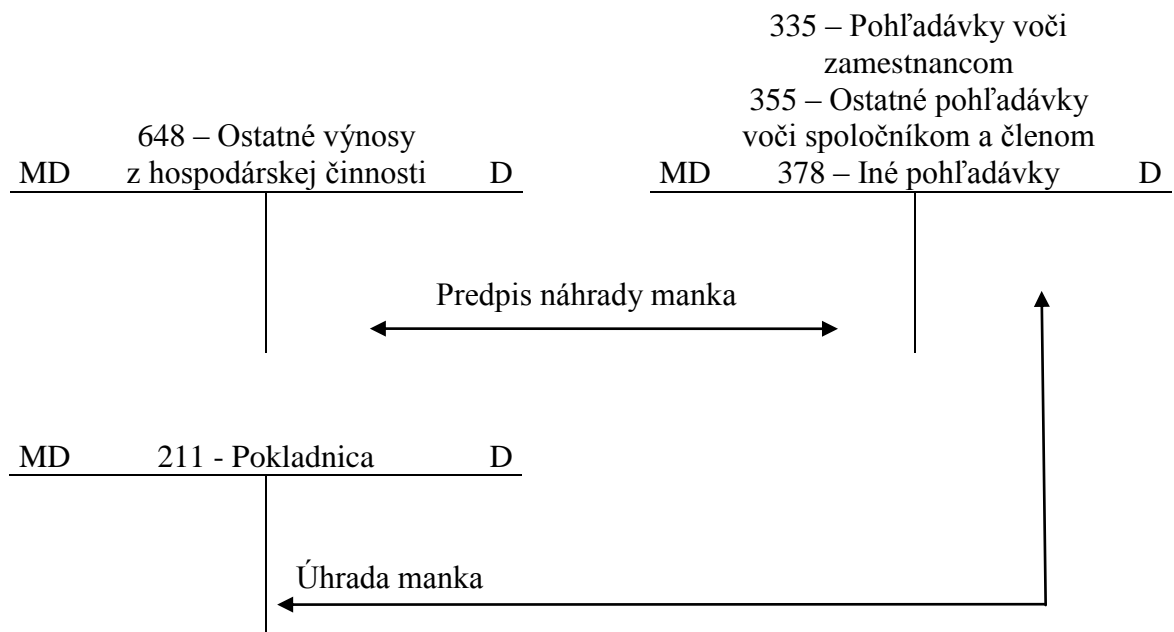 335 – Pohľadávky voči
zamestnancom
355 – Ostatné pohľadávky
648 – Ostatné výnosy
voči spoločníkom a členom
MD z hospodárskej činnosti D
MD 378 – Iné pohľadávky D
Predpis náhrady manka
MD 211 - Pokladnica D
Úhrada manka